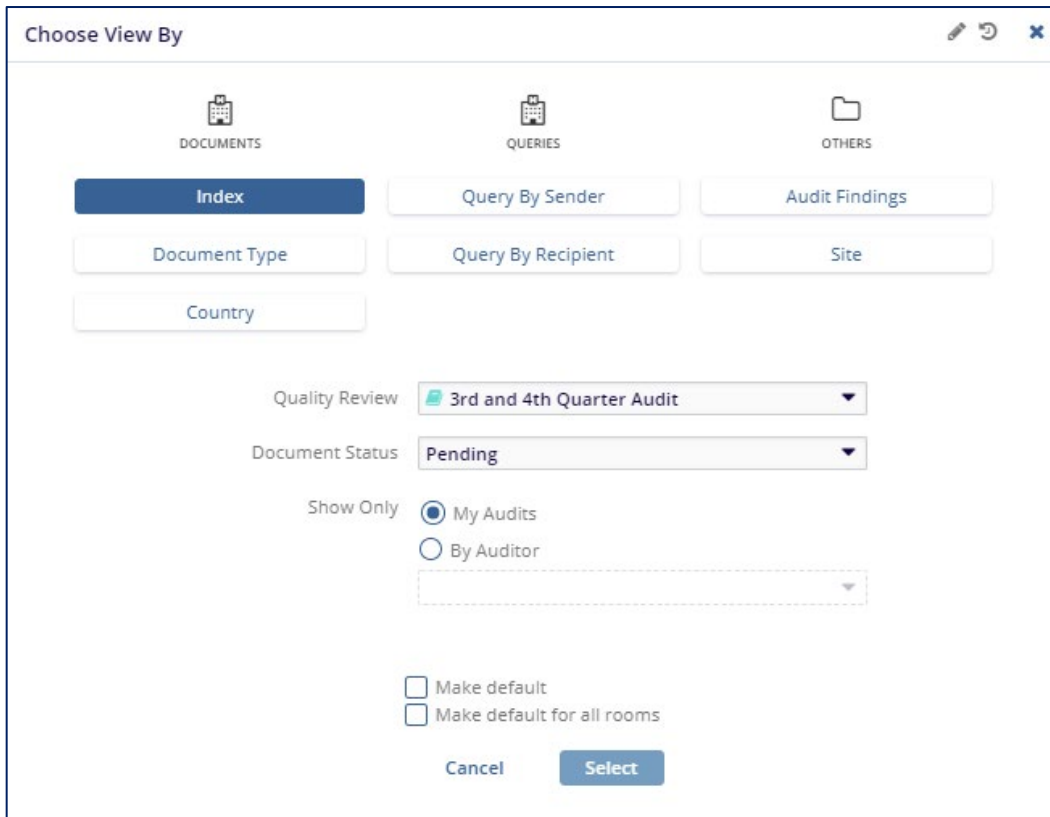 Choose View By
DOCUMENTS QUERIES OTHERS
Index Query By Sender Audit Findings
Document Type Query By Recipient Site
Country
Quality Review 3rd and 4th Quarter Audit
Document Status Pending
Show Only My Audits
By Auditor
Make default
Make default for all rooms
Cancel Select